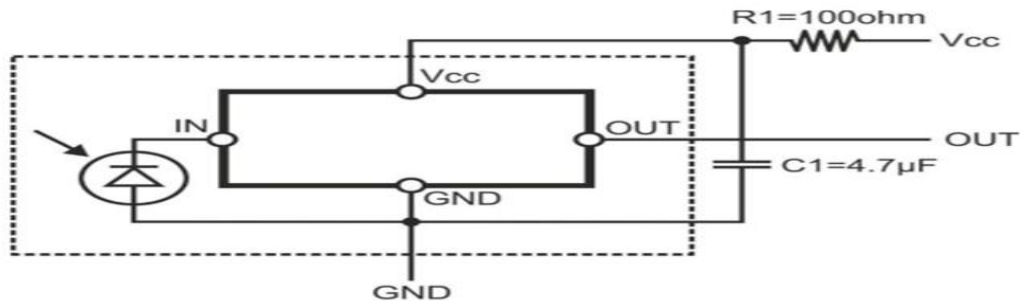 R1=100ohm
Vcc
Vcc
IN
OUT
OUT
C1=4.7µF
GND
GND